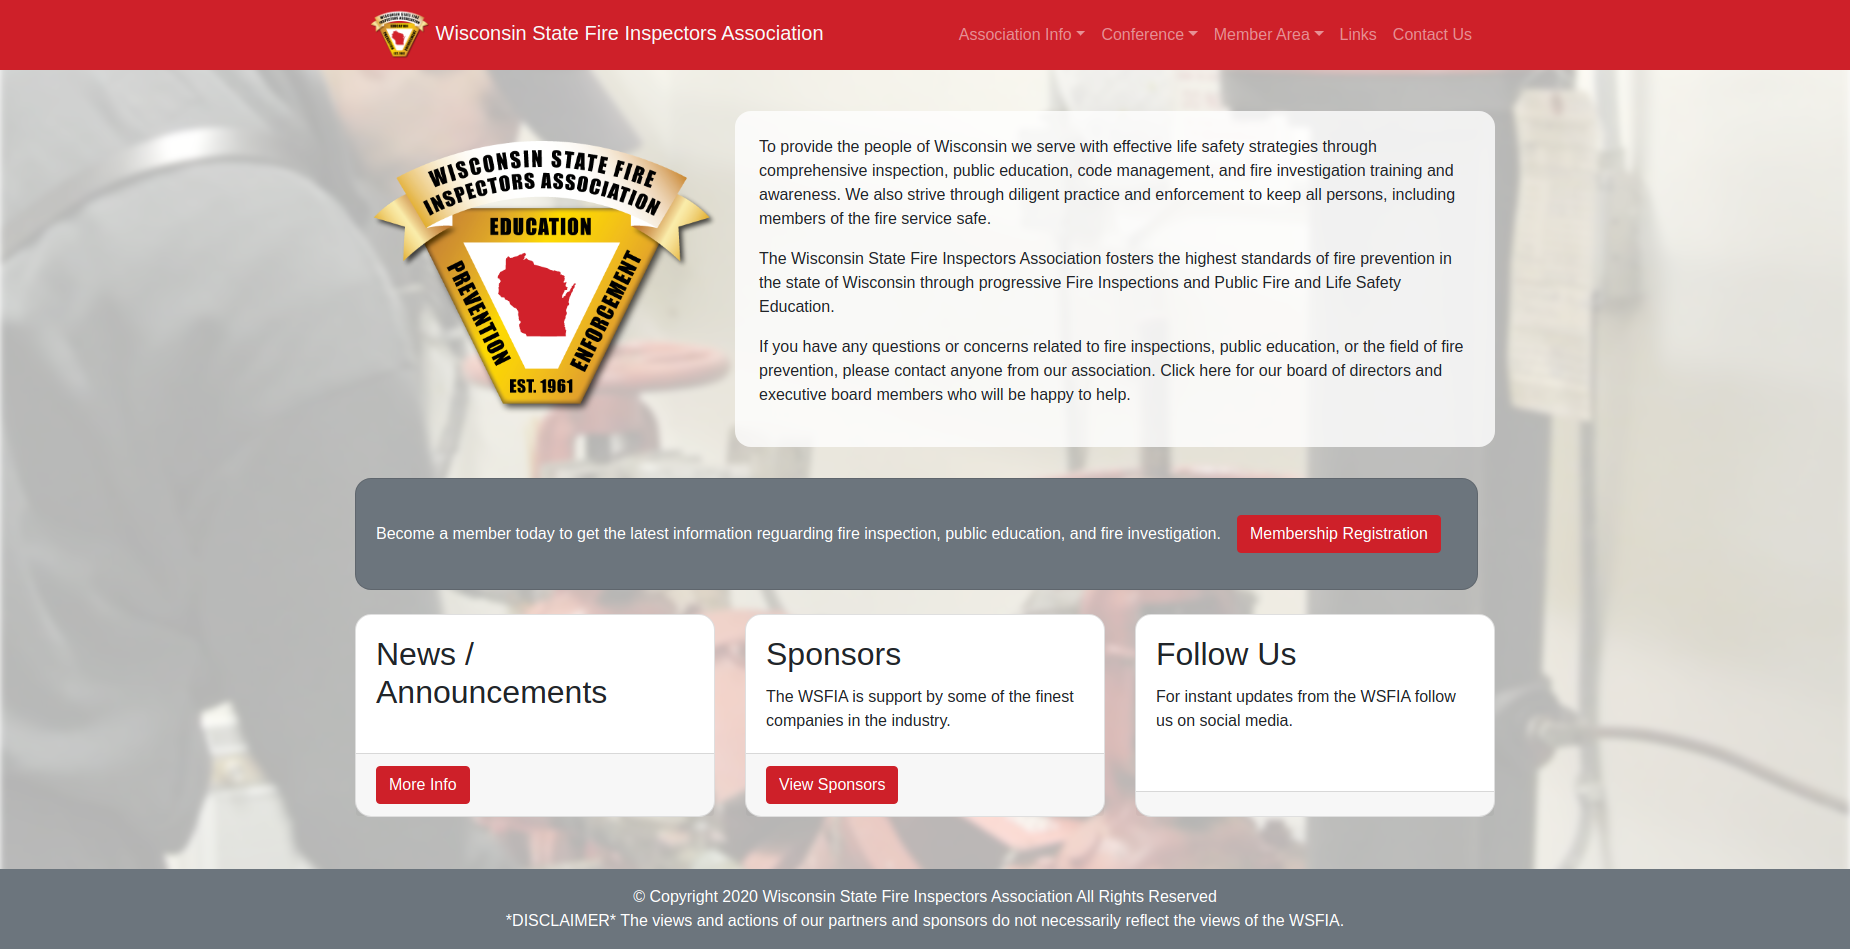 WISCONSIN STATE FIRE
INSPECTORS ASSOCIATION
Wisconsin State Fire Inspectors Association
Association Info
Conference
Member Area
Links
Contact Us
WISCONSIN STATE FIRE
INSPECTORS ASSOCIATION
EDUCATION
PREVENTION
ENFORCEMENT
EST. 1961
To provide the people of Wisconsin we serve with effective life safety strategies through
comprehensive inspection, public education, code management, and fire investigation training and
awareness. We also strive through diligent practice and enforcement to keep all persons, including
members of the fire service safe.
The Wisconsin State Fire Inspectors Association fosters the highest standards of fire prevention in
the state of Wisconsin through progressive Fire Inspections and Public Fire and Life Safety
Education.
If you have any questions or concerns related to fire inspections, public education, or the field of fire
prevention, please contact anyone from our association. Click here for our board of directors and
executive board members who will be happy to help.
Become a member today to get the latest information reguarding fire inspection, public education, and fire investigation.
Membership Registration
News /
Announcements
More Info
Sponsors
The WSFIA is support by some of the finest
companies in the industry.
View Sponsors
Follow Us
For instant updates from the WSFIA follow
us on social media.
© Copyright 2020 Wisconsin State Fire Inspectors Association All Rights Reserved
*DISCLAIMER* The views and actions of our partners and sponsors do not necessarily reflect the views of the WSFIA.